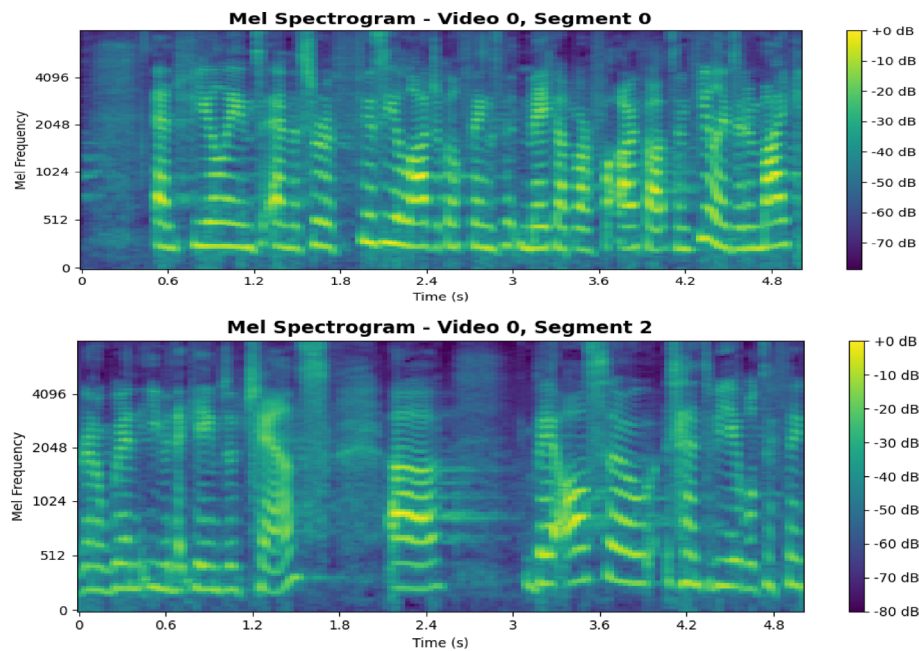 Mel Spectrogram - Video 0, Segment 0
Mel Frequency
4096
2048
1024
512
0
0 0.6 1.2 1.8 2.4 3 3.6 4.2 4.8
Time (s)
+0 dB
-10 dB
-20 dB
-30 dB
-40 dB
-50 dB
-60 dB
-70 dB
Mel Spectrogram - Video 0, Segment 2
Mel Frequency
4096
2048
1024
512
0
0 0.6 1.2 1.8 2.4 3 3.6 4.2 4.8
Time (s)
+0 dB
-10 dB
-20 dB
-30 dB
-40 dB
-50 dB
-60 dB
-70 dB
-80 dB